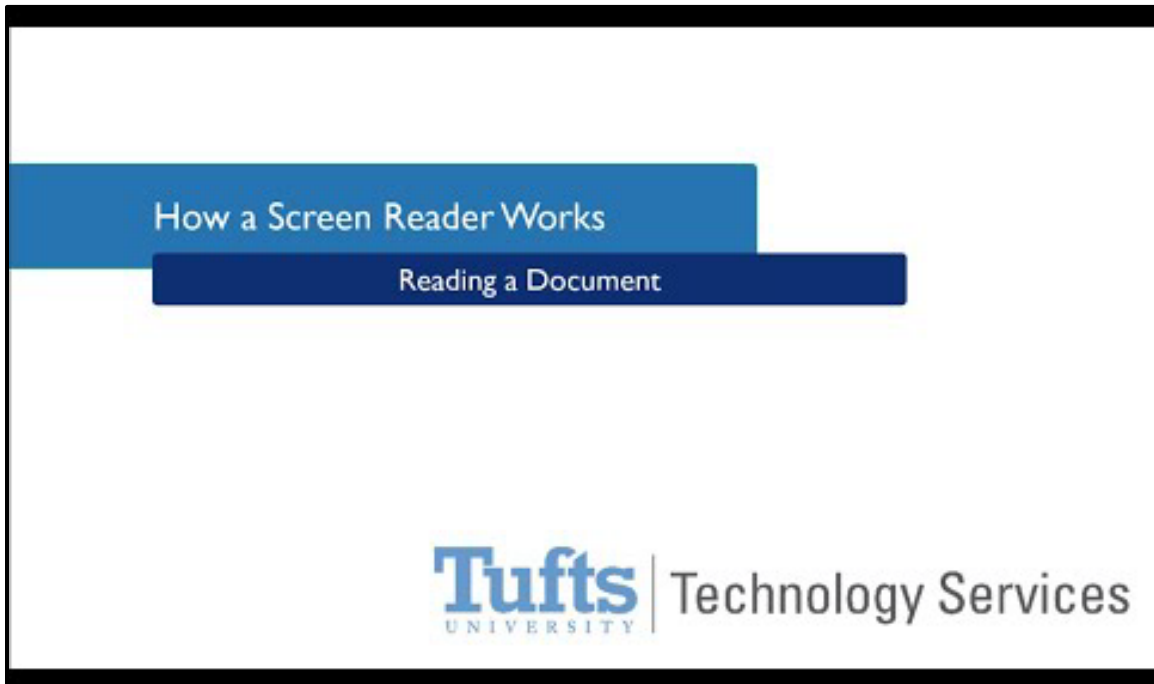 How a Screen Reader Works
Reading a Document
Tufts
UNIVERSITY
Technology Services